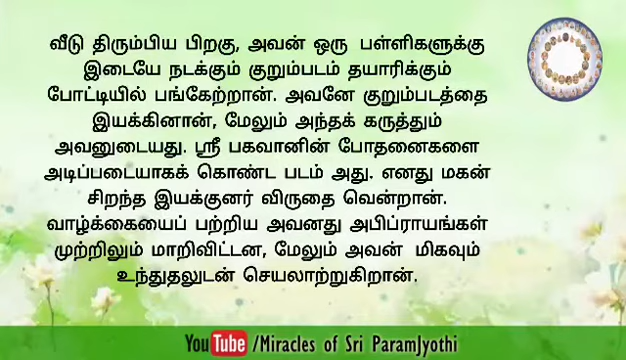 வீடு திரும்பிய பிறகு, அவன் ஒரு பள்ளிகளுக்கு
இடையே நடக்கும் குறும்படம் தயாரிக்கும்
போட்டியில் பங்கேற்றான். அவனே குறும்படத்தை
இயக்கினான், மேலும் அந்தக் கருத்தும்
அவனுடையது. ஸ்ரீ பகவானின் போதனைகளை
அடிப்படையாகக் கொண்ட படம் அது. எனது மகன்
சிறந்த இயக்குனர் விருதை வென்றான்.
வாழ்க்கையைப் பற்றிய அவனது அபிப்ராயங்கள்
முற்றிலும் மாறிவிட்டன, மேலும் அவன் மிகவும்
உந்துதலுடன் செயலாற்றுகிறான்.
YouTube /Miracles of Sri ParamJyothi